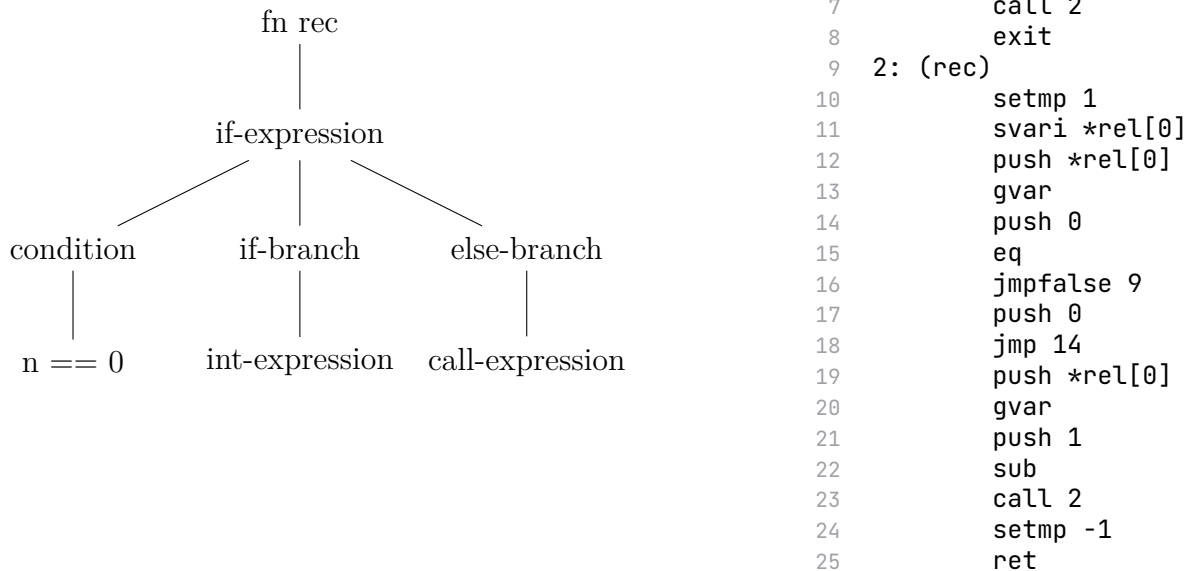 fn rec
if-expression
condition if-branch else-branch
n == 0 int-expression call-expression
7 call 2
8 exit
9 2: (rec)
10 setmp 1
11 svari *rel[0]
12 push *rel[0]
13 gvar
14 push 0
15 eq
16 jmpfalse 9
17 push 0
18 jmp 14
19 push *rel[0]
20 gvar
21 push 1
22 sub
23 call 2
24 setmp -1
25 ret